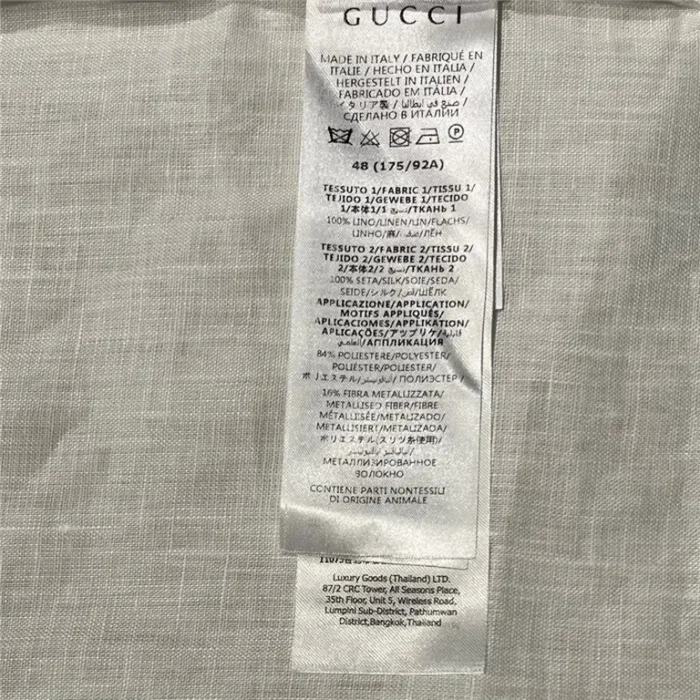 GUCCI
MADE IN ITALY / FABRIQUÉ EN
ITALIE / HECHO EN ITALIA /
HERGESTELLT IN ITALIEN /
FABRICADO EM ITÁLIA /
イタリア製 / صنع في ايطاليا /
СДЕЛАНО В ИТАЛИИ
P
48 (175/92A)
TESSUTO 1/FABRIC 1/TISSU 1/
TEJIDO 1/GEWEBE 1/TECIDO
1/本体1/1 نسيج/ТКАНЬ 1
100% LINO/LINEN/LIN/FLACHS/
LINHO/麻/ /ЛЁН
TESSUTO 2/FABRIC 2/TISSU 2/
TEJIDO 2/GEWEBE 2/TECIDO
2/本体2/2 نسيج/ТКАНЬ 2
100% SETA/SILK/SOIE/SEDA/
SEIDE/シルク/ /ШЁЛК
APPLICAZIONE/APPLICATION/
MOTIFS APPLIQUÉS/
APLICACIONES/APPLIKATION/
APLICAÇÕES/アップリケ/
/АППЛИКАЦИЯ
84% POLIESTERE/POLYESTER/
POLIESTER/POLYESTER/
ポリエステル/ /ПОЛИЭСТЕР/
16% FIBRA METALLIZZATA/
METALLISED FIBER/FIBRE
MÉTALLISÉE/METALIZADO/
METALLISIERT/METALIZADA/
ポリエステル(スリット糸使用)/
МЕТАЛЛИЗИРОВАННОЕ
ВОЛОКНО
CONTIENE PARTI NONTESSILI
DI ORIGINE ANIMALE
Luxury Goods (Thailand) LTD.
87/2 CRC Tower, All Seasons Place,
35th Floor, Unit 5, Wireless Road,
Lumpini Sub-District, Pathumwan
District,Bangkok,Thailand